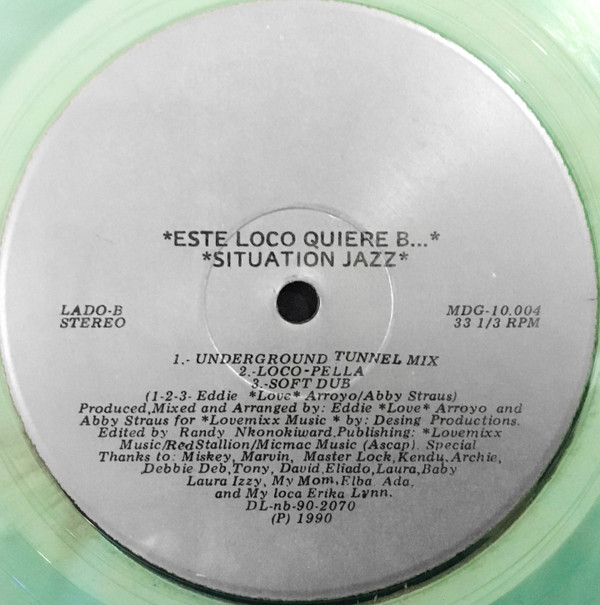 *ESTE LOCO QUIERE B...*
*SITUATION JAZZ*
LADO-B
STEREO
MDG-10.004
33 1/3 RPM
1.- UNDERGROUND TUNNEL MIX
2.-LOCO-PELLA
3.-SOFT DUB
(1-2-3- Eddie *Love* Arroyo/Abby Straus)
Produced,Mixed and Arranged by: Eddie *Love* Arroyo and
Abby Straus for *Lovemixx Music * by: Desing Productions.
Edited by Randy Nkonokiward.Publishing: *Lovemixx
Music/RedStallion/Micmac Music (Ascap). Special
Thanks to: Miskey, Marvin, Master Lock,Kendu,Archie,
Debbie Deb,Tony, David,Eliado,Laura,Baby
Laura Izzy, My Mom,Elba Ada,
and My loca Erika Lynn.
DL-nb-90-2070
(P) 1990